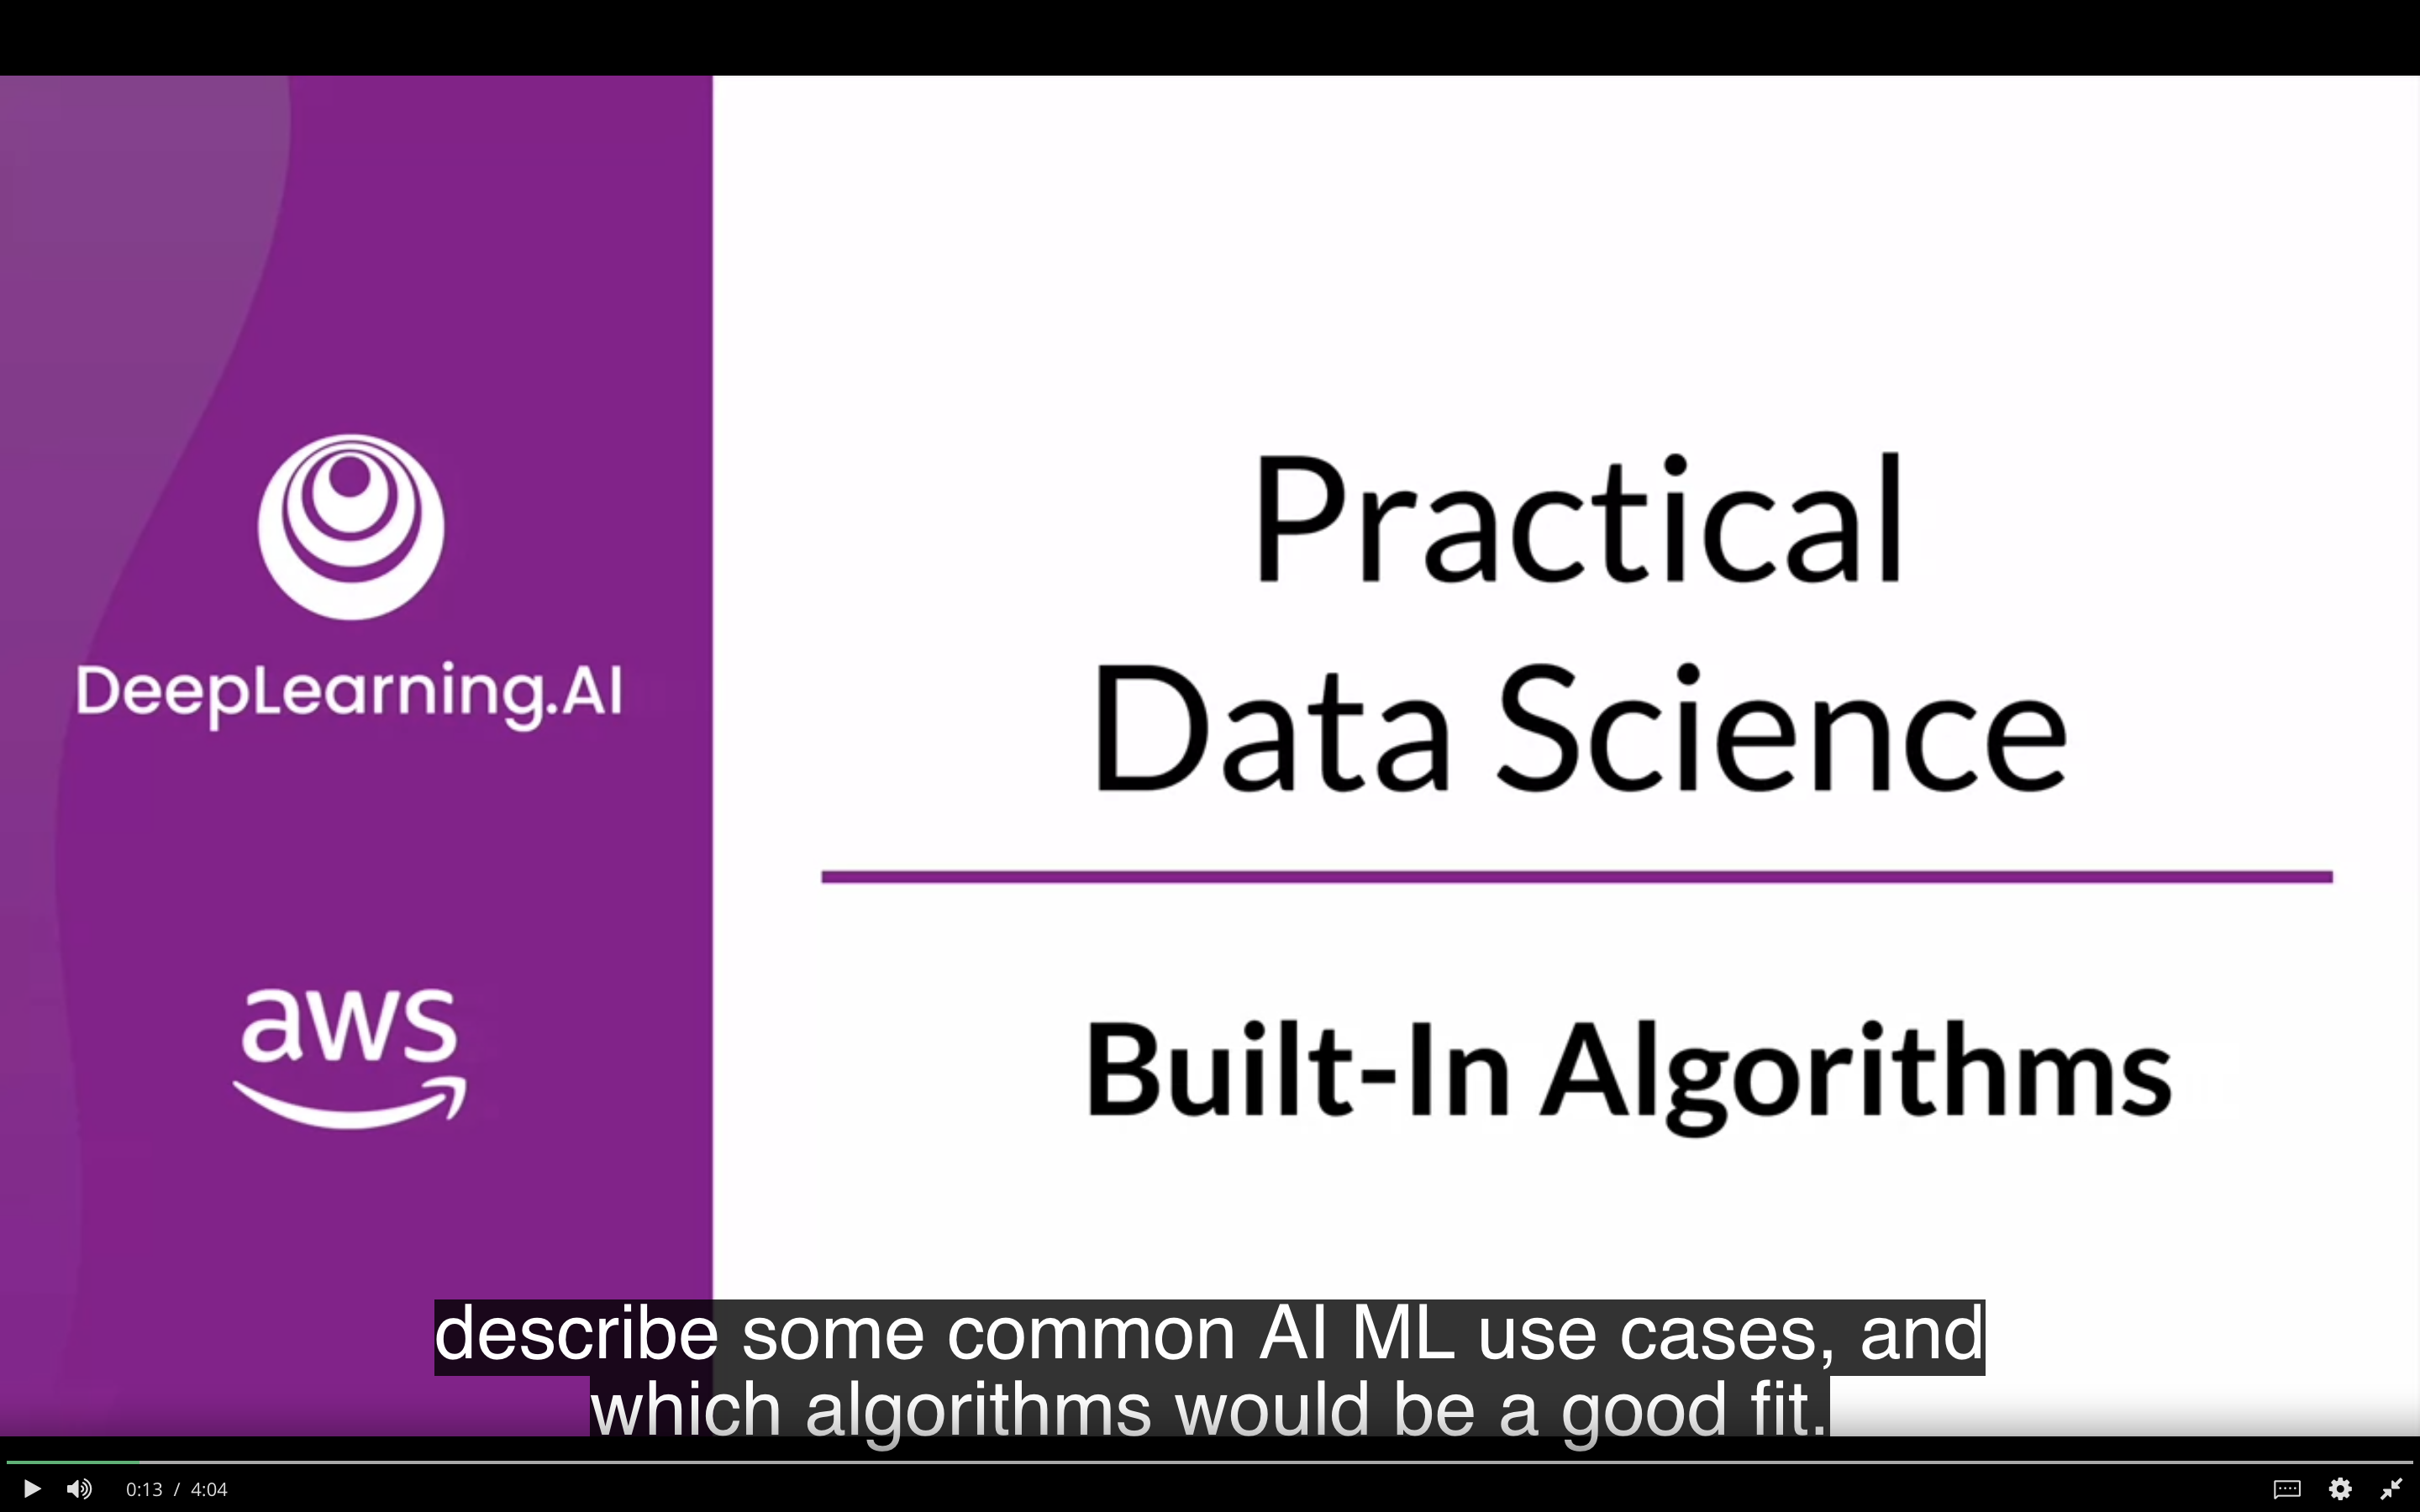 DeepLearning.AI
aws
Practical
Data Science
Built-In Algorithms
describe some common AI ML use cases, and
which algorithms would be a good fit.
0:13 / 4:04